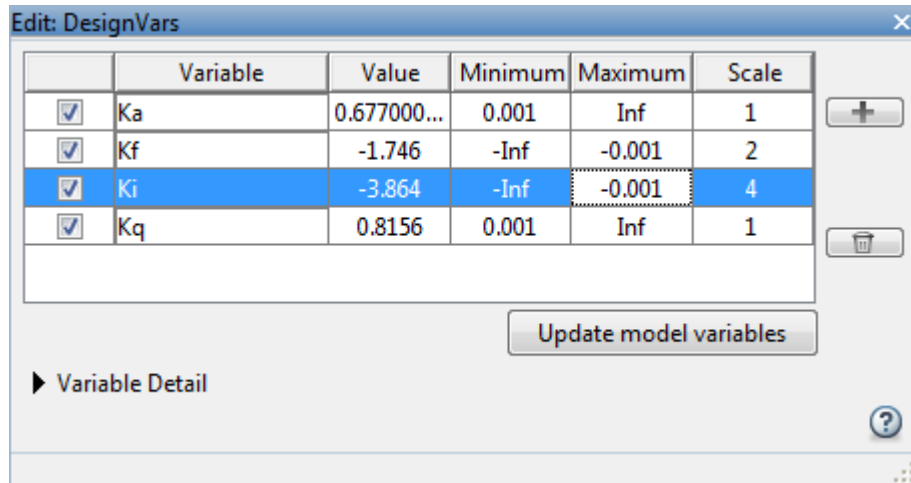 Edit: DesignVars
Variable Value Minimum Maximum Scale
Ka 0.677000... 0.001 Inf 1
Kf -1.746 -Inf -0.001 2
Ki -3.864 -Inf -0.001 4
Kq 0.8156 0.001 Inf 1
Update model variables
Variable Detail